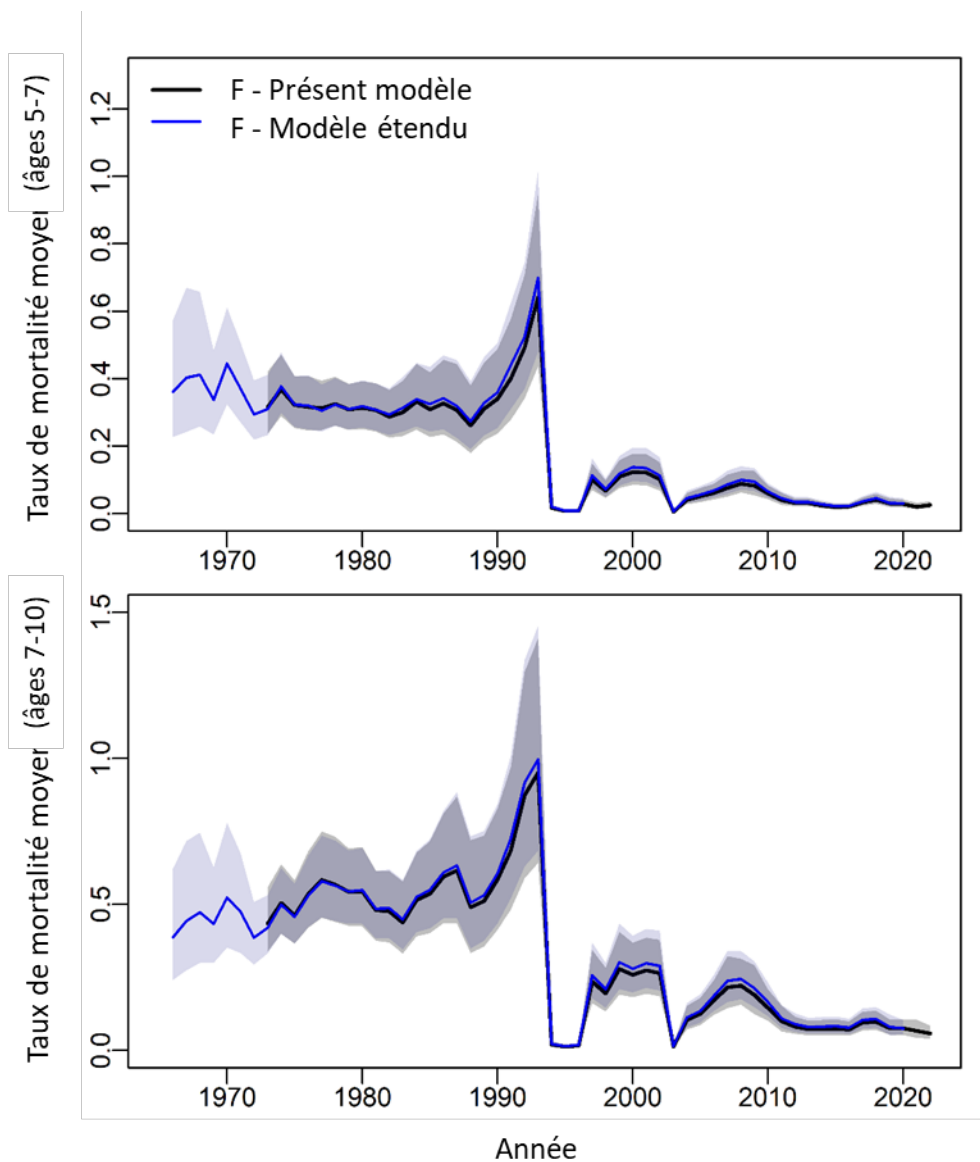 Taux de mortalité moyen (âges 5-7)
1.2
1.0
0.8
0.6
0.4
0.2
0.0
F - Présent modèle
F - Modèle étendu
1970 1980 1990 2000 2010 2020
Taux de mortalité moyen (âges 7-10)
1.5
1.0
0.5
0.0
1970 1980 1990 2000 2010 2020
Année